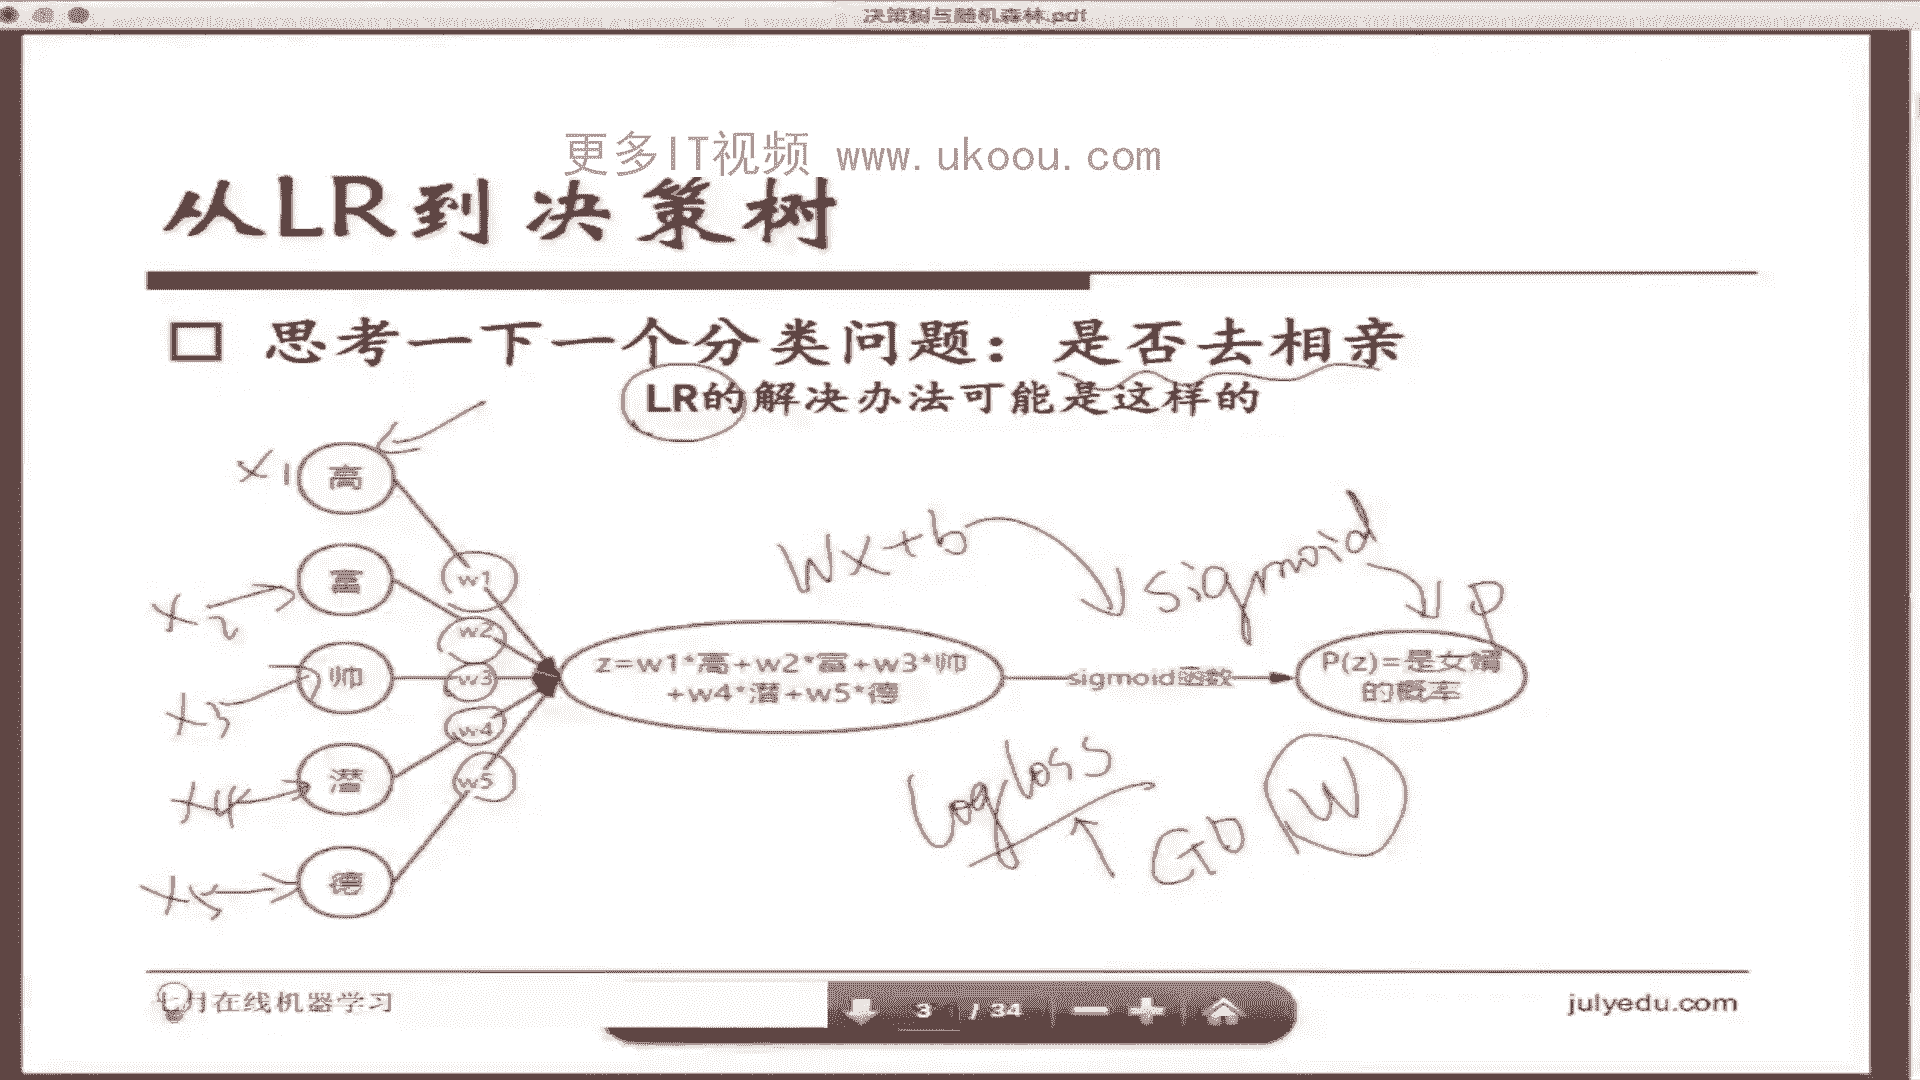 决策树与随机森林.pdf
更多IT视频 www.ukoou.com
从LR到决策树
思考一下一个分类问题：是否去相亲
LR的解决办法可能是这样的
x1 高
x2 富
x3 帅
x4 潜
x5 德
w1
w2
w3
w4
w5
wx+b
sigmoid
P
z=w1*高+w2*富+w3*帅
+w4*潜+w5*德
sigmoid函数
P(z)=是女婿
的概率
log loss
GD
W
七月在线机器学习
3 / 34
julyedu.com